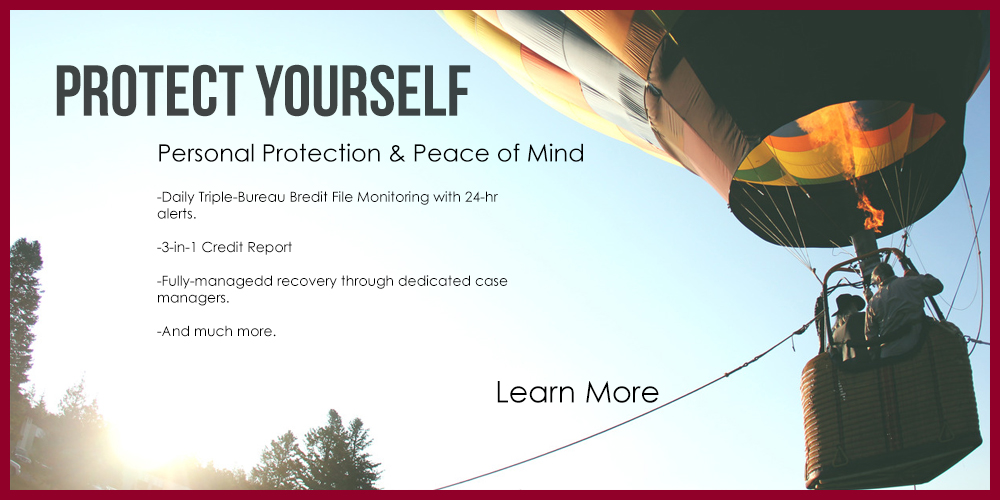 PROTECT YOURSELF
Personal Protection & Peace of Mind
-Daily Triple-Bureau Bredit File Monitoring with 24-hr
alerts.
-3-in-1 Credit Report
-Fully-managedd recovery through dedicated case
managers.
-And much more.
Learn More